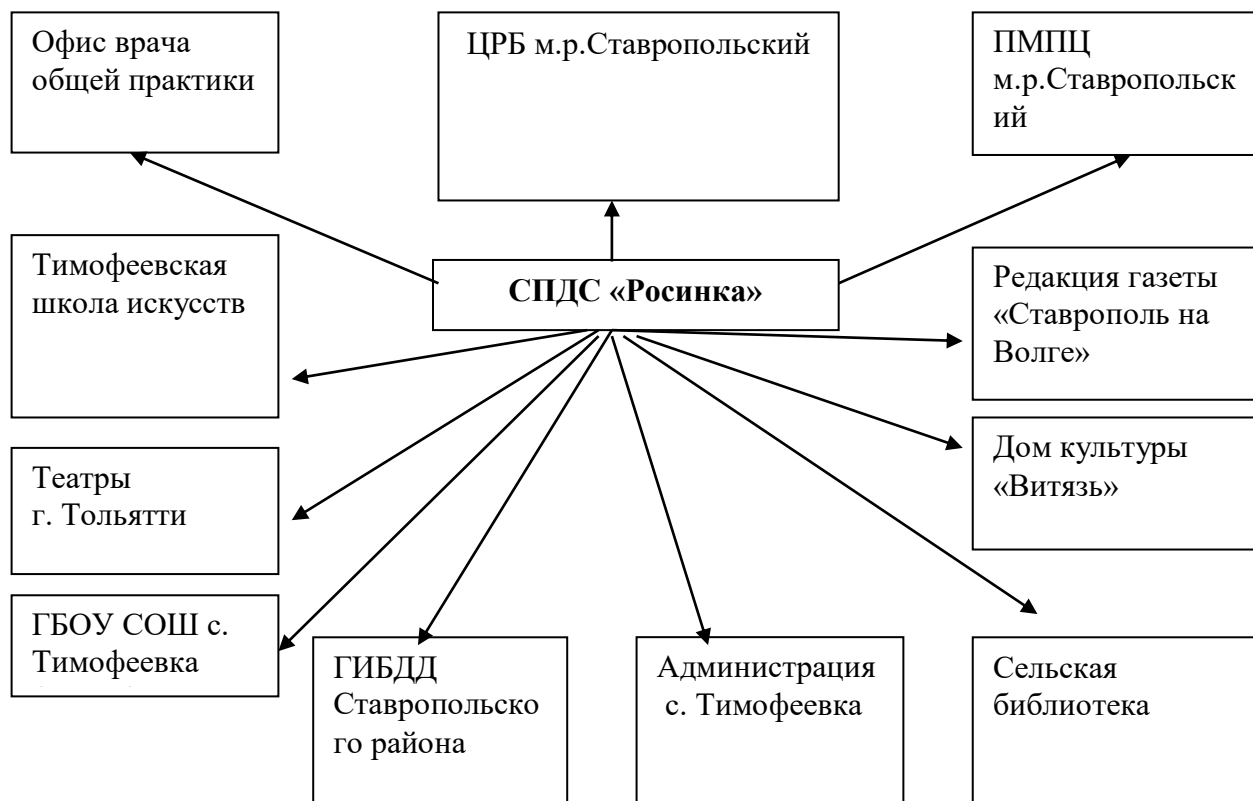 Офис врача
общей практики
ЦРБ м.р.Ставропольский
ПМПЦ
м.р.Ставропольск
ий
Тимофеевская
школа искусств
СПДС «Росинка»
Редакция газеты
«Ставрополь на
Волге»
Театры
г. Тольятти
Дом культуры
«Витязь»
ГБОУ СОШ с.
Тимофеевка
ГИБДД
Ставропольско
го района
Администрация
с. Тимофеевка
Сельская
библиотека